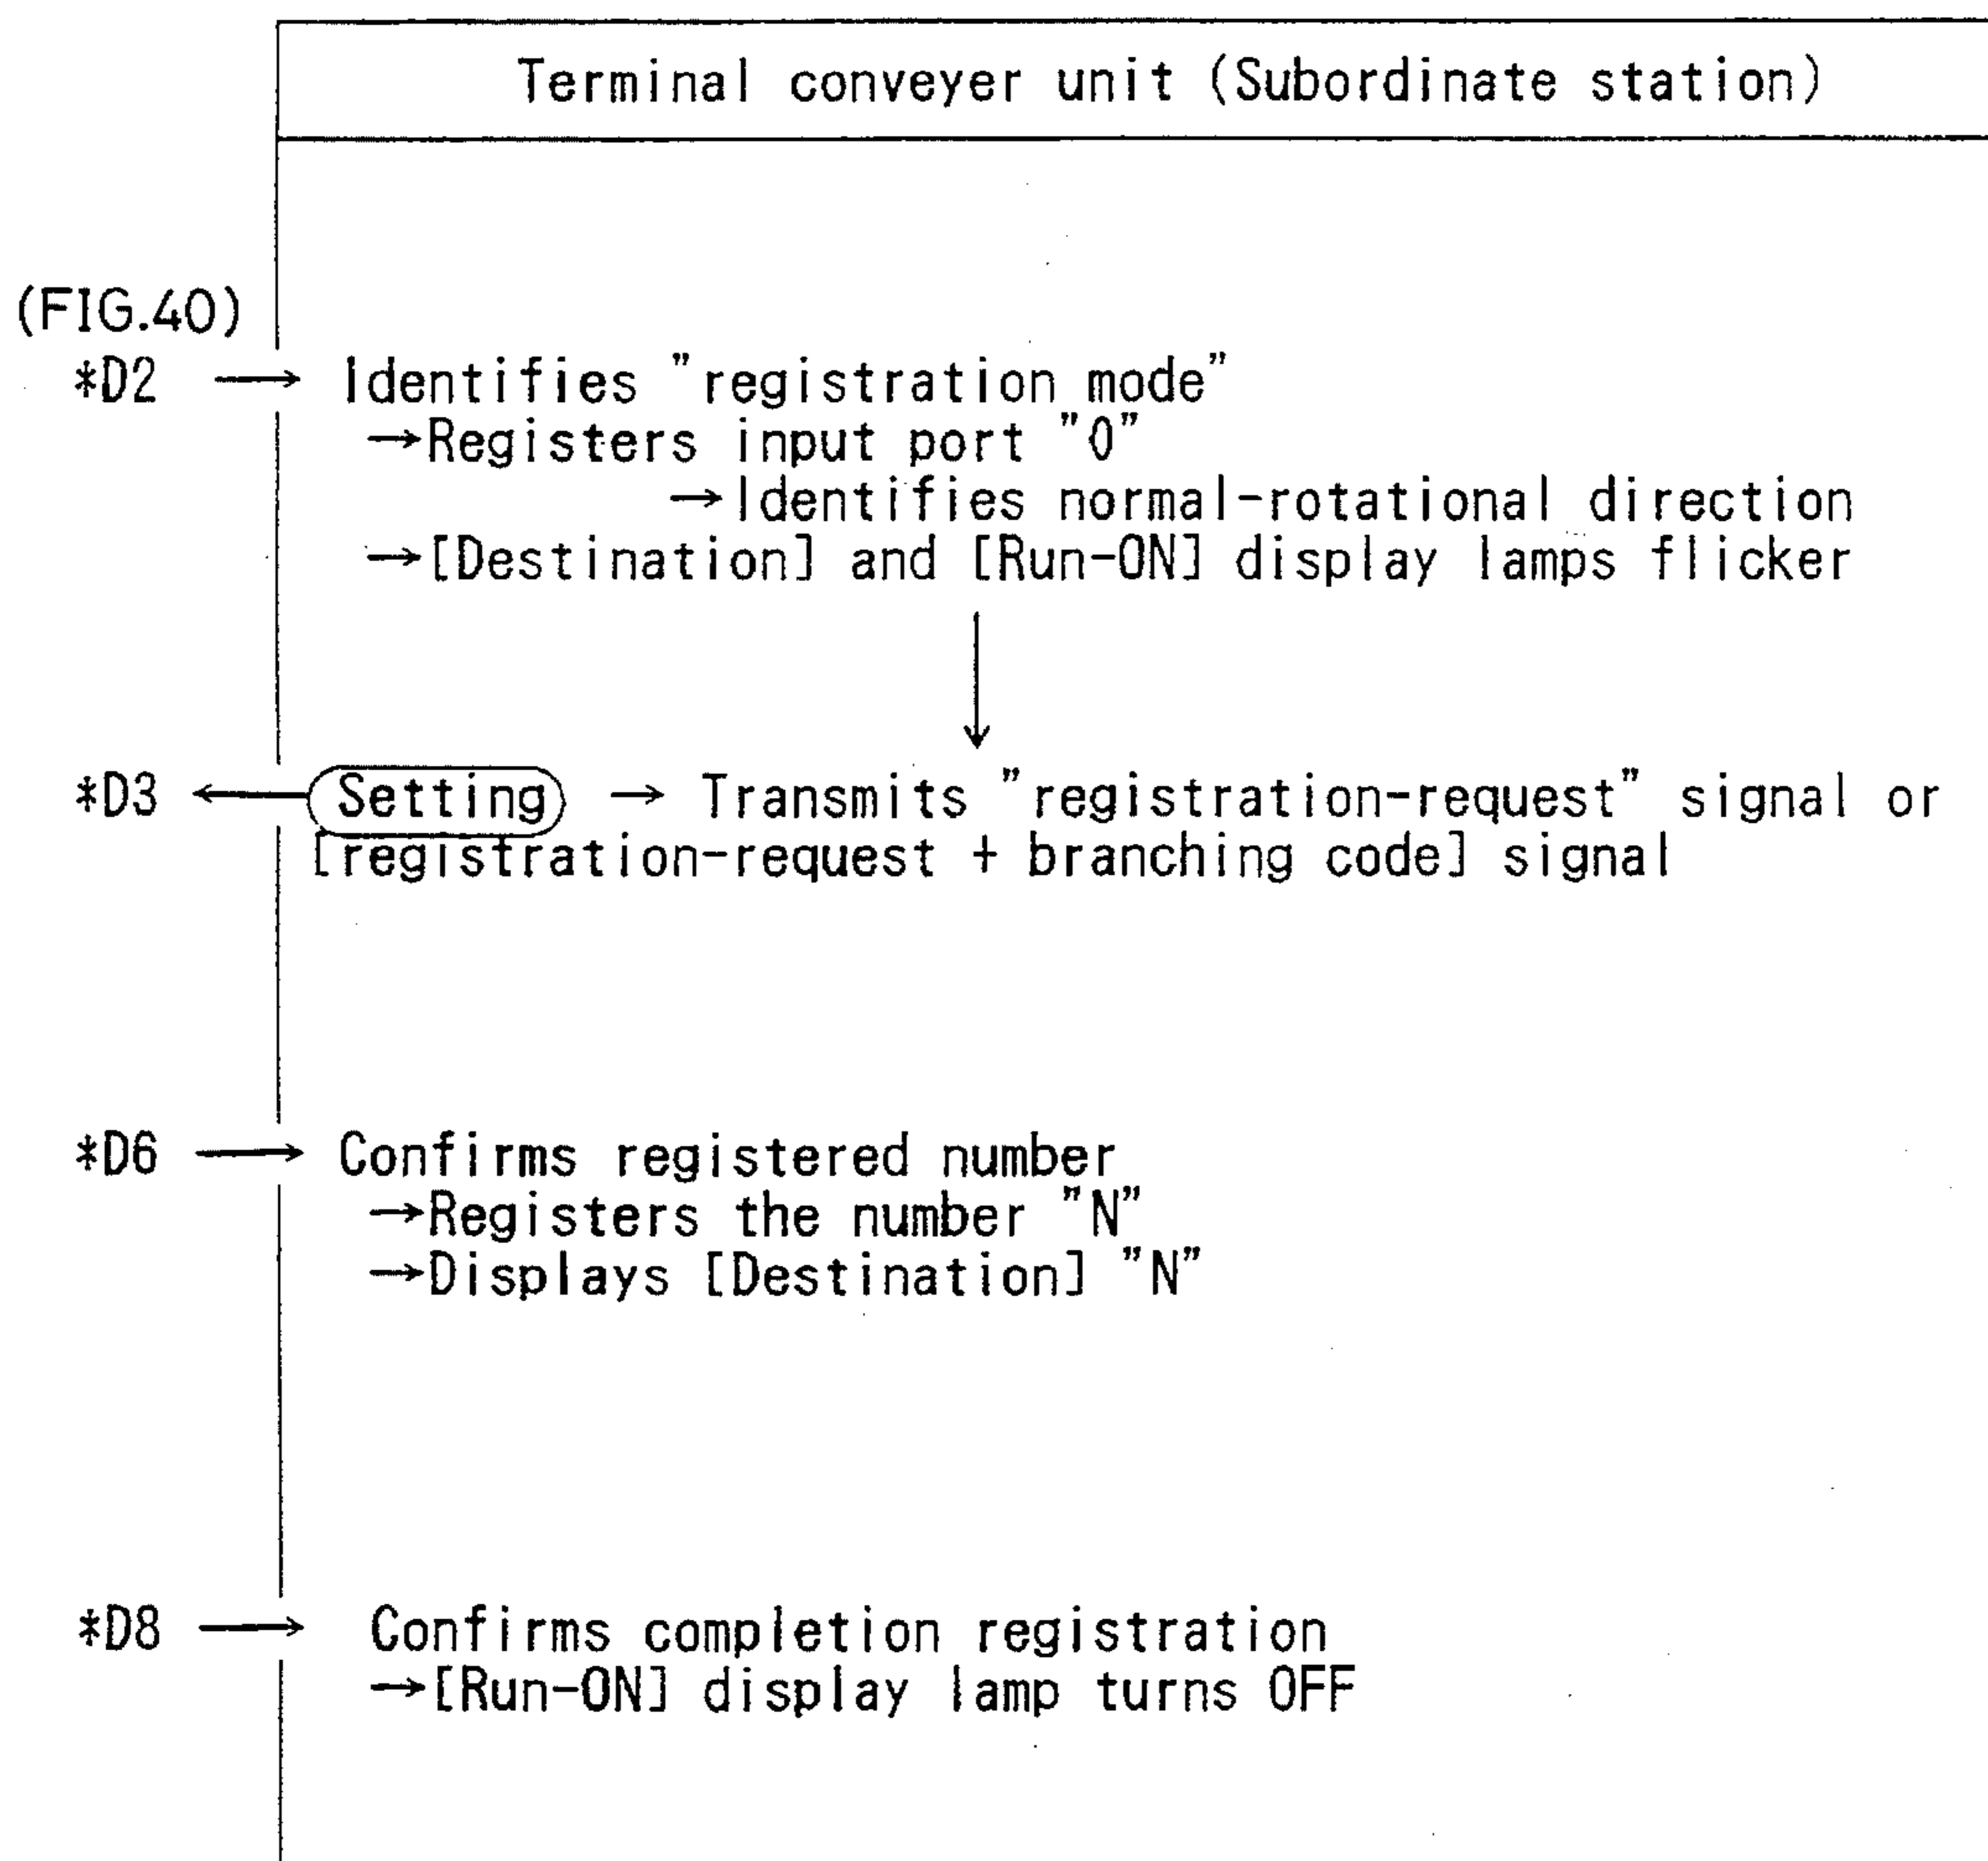 Terminal conveyer unit (Subordinate station)
(FIG.40)
*D2 → Identifies "registration mode"
→Registers input port "0"
→Identifies normal-rotational direction
→[Destination] and [Run-ON] display lamps flicker
*D3 ← Setting → Transmits "registration-request" signal or
[registration-request + branching code] signal
*D6 → Confirms registered number
→Registers the number "N"
→Displays [Destination] "N"
*D8 → Confirms completion registration
→[Run-ON] display lamp turns OFF